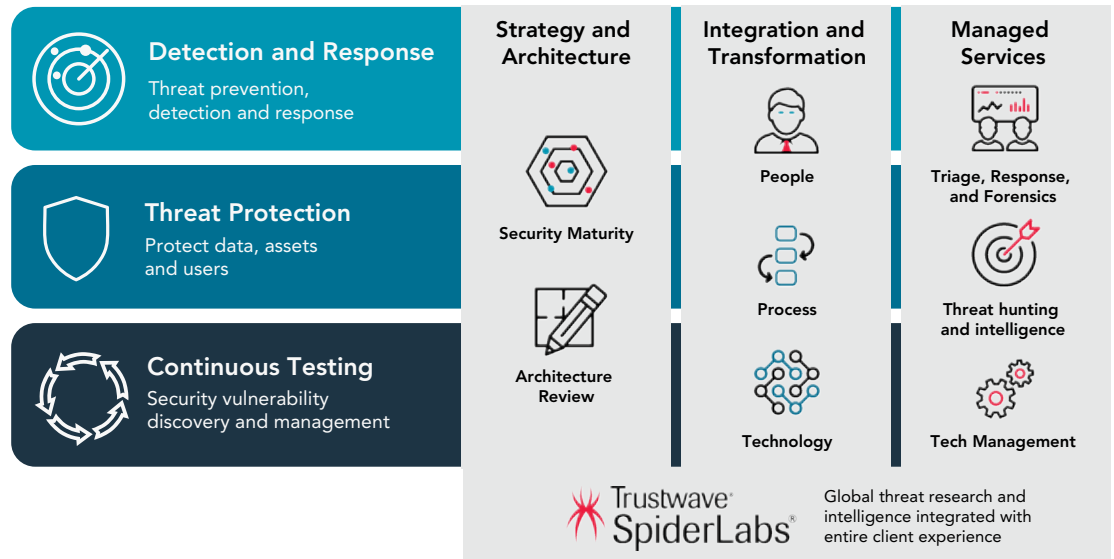 Detection and Response
Threat prevention,
detection and response
Threat Protection
Protect data, assets
and users
Continuous Testing
Security vulnerability
discovery and management
Strategy and
Architecture
Security Maturity
Architecture
Review
Integration and
Transformation
People
Process
Technology
Managed
Services
Triage, Response,
and Forensics
Threat hunting
and intelligence
Tech Management
Trustwave®
SpiderLabs®
Global threat research and
intelligence integrated with
entire client experience